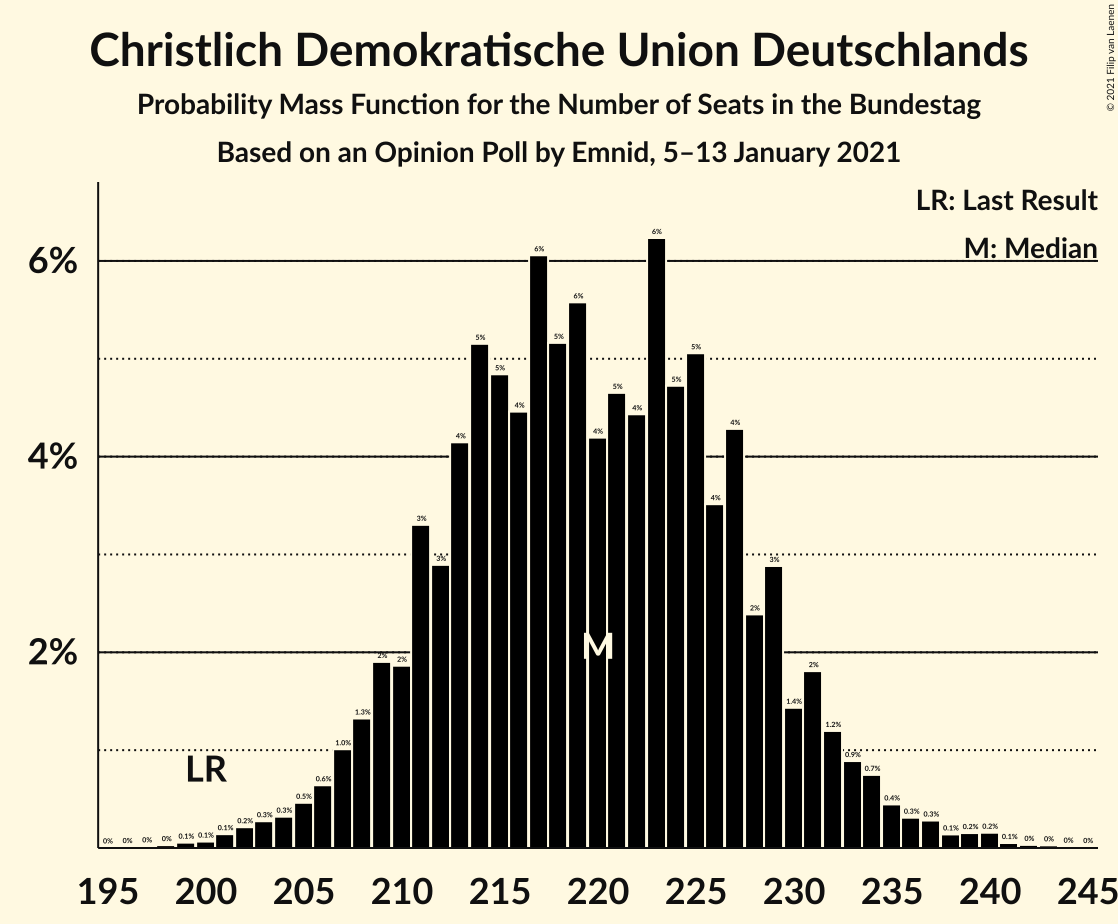 Christlich Demokratische Union Deutschlands
Probability Mass Function for the Number of Seats in the Bundestag
Based on an Opinion Poll by Emnid, 5–13 January 2021
© 2021 Filip van Laenen
LR: Last Result
M: Median
6%
4%
2%
0% 0% 0% 0% 0.1% 0.1% 0.1% 0.2% 0.3% 0.3% 0.5% 0.6% 1.0% 1.3% 2% 2% 3% 3% 4% 5% 5% 4% 6% 5% 6% 4% 5% 4% 6% 5% 5% 4% 4% 2% 3% 1.4% 2% 1.2% 0.9% 0.7% 0.4% 0.3% 0.3% 0.1% 0.2% 0.2% 0.1% 0% 0% 0% 0%
M
LR
195 200 205 210 215 220 225 230 235 240 245